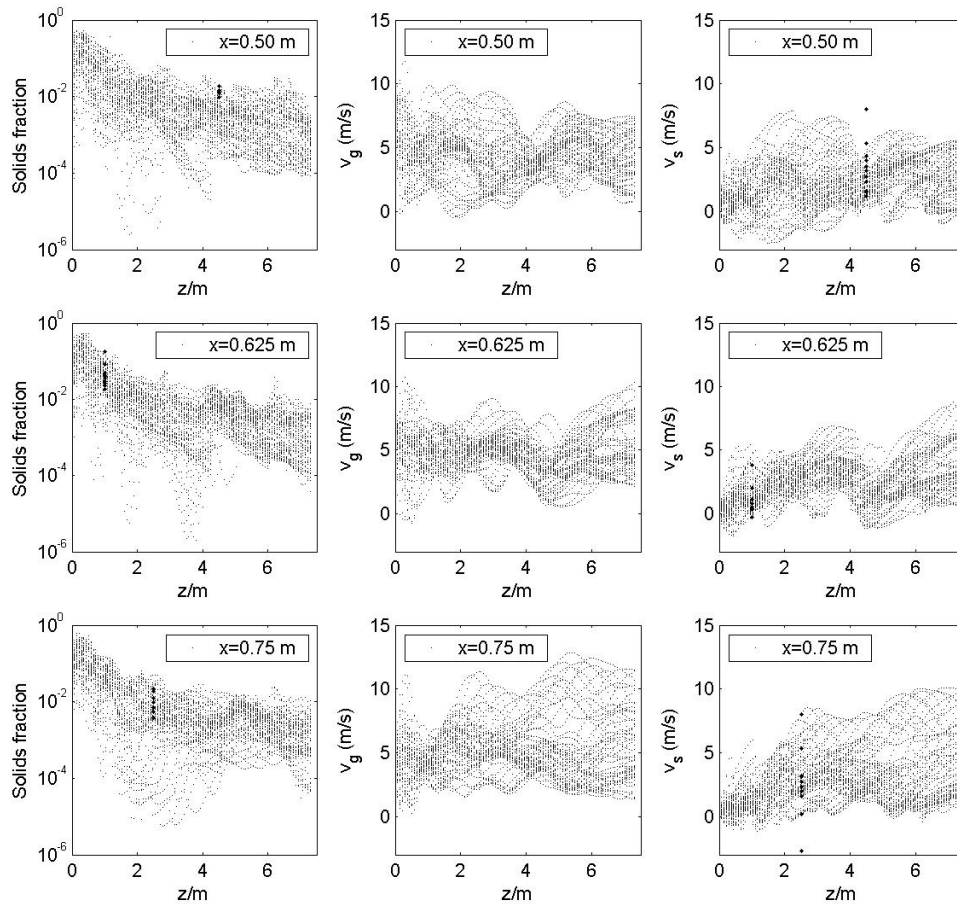 10^0
10^-2
10^-4
10^-6
Solids fraction
x=0.50 m
0 2 4 6
z/m
15
10
5
0
v_g (m/s)
x=0.50 m
0 2 4 6
z/m
15
10
5
0
v_s (m/s)
x=0.50 m
0 2 4 6
z/m
10^0
10^-2
10^-4
10^-6
Solids fraction
x=0.625 m
0 2 4 6
z/m
15
10
5
0
v_g (m/s)
x=0.625 m
0 2 4 6
z/m
15
10
5
0
v_s (m/s)
x=0.625 m
0 2 4 6
z/m
10^0
10^-2
10^-4
10^-6
Solids fraction
x=0.75 m
0 2 4 6
z/m
15
10
5
0
v_g (m/s)
x=0.75 m
0 2 4 6
z/m
15
10
5
0
v_s (m/s)
x=0.75 m
0 2 4 6
z/m